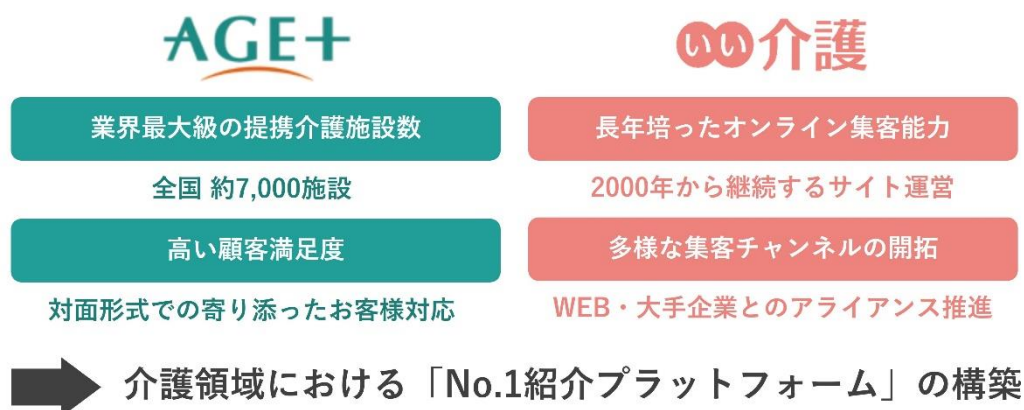 AGE+
業界最大級の提携介護施設数
全国 約7,000施設
高い顧客満足度
対面形式での寄り添ったお客様対応
いい介護
長年培ったオンライン集客能力
2000年から継続するサイト運営
多様な集客チャンネルの開拓
WEB・大手企業とのアライアンス推進
介護領域における「No.1紹介プラットフォーム」の構築